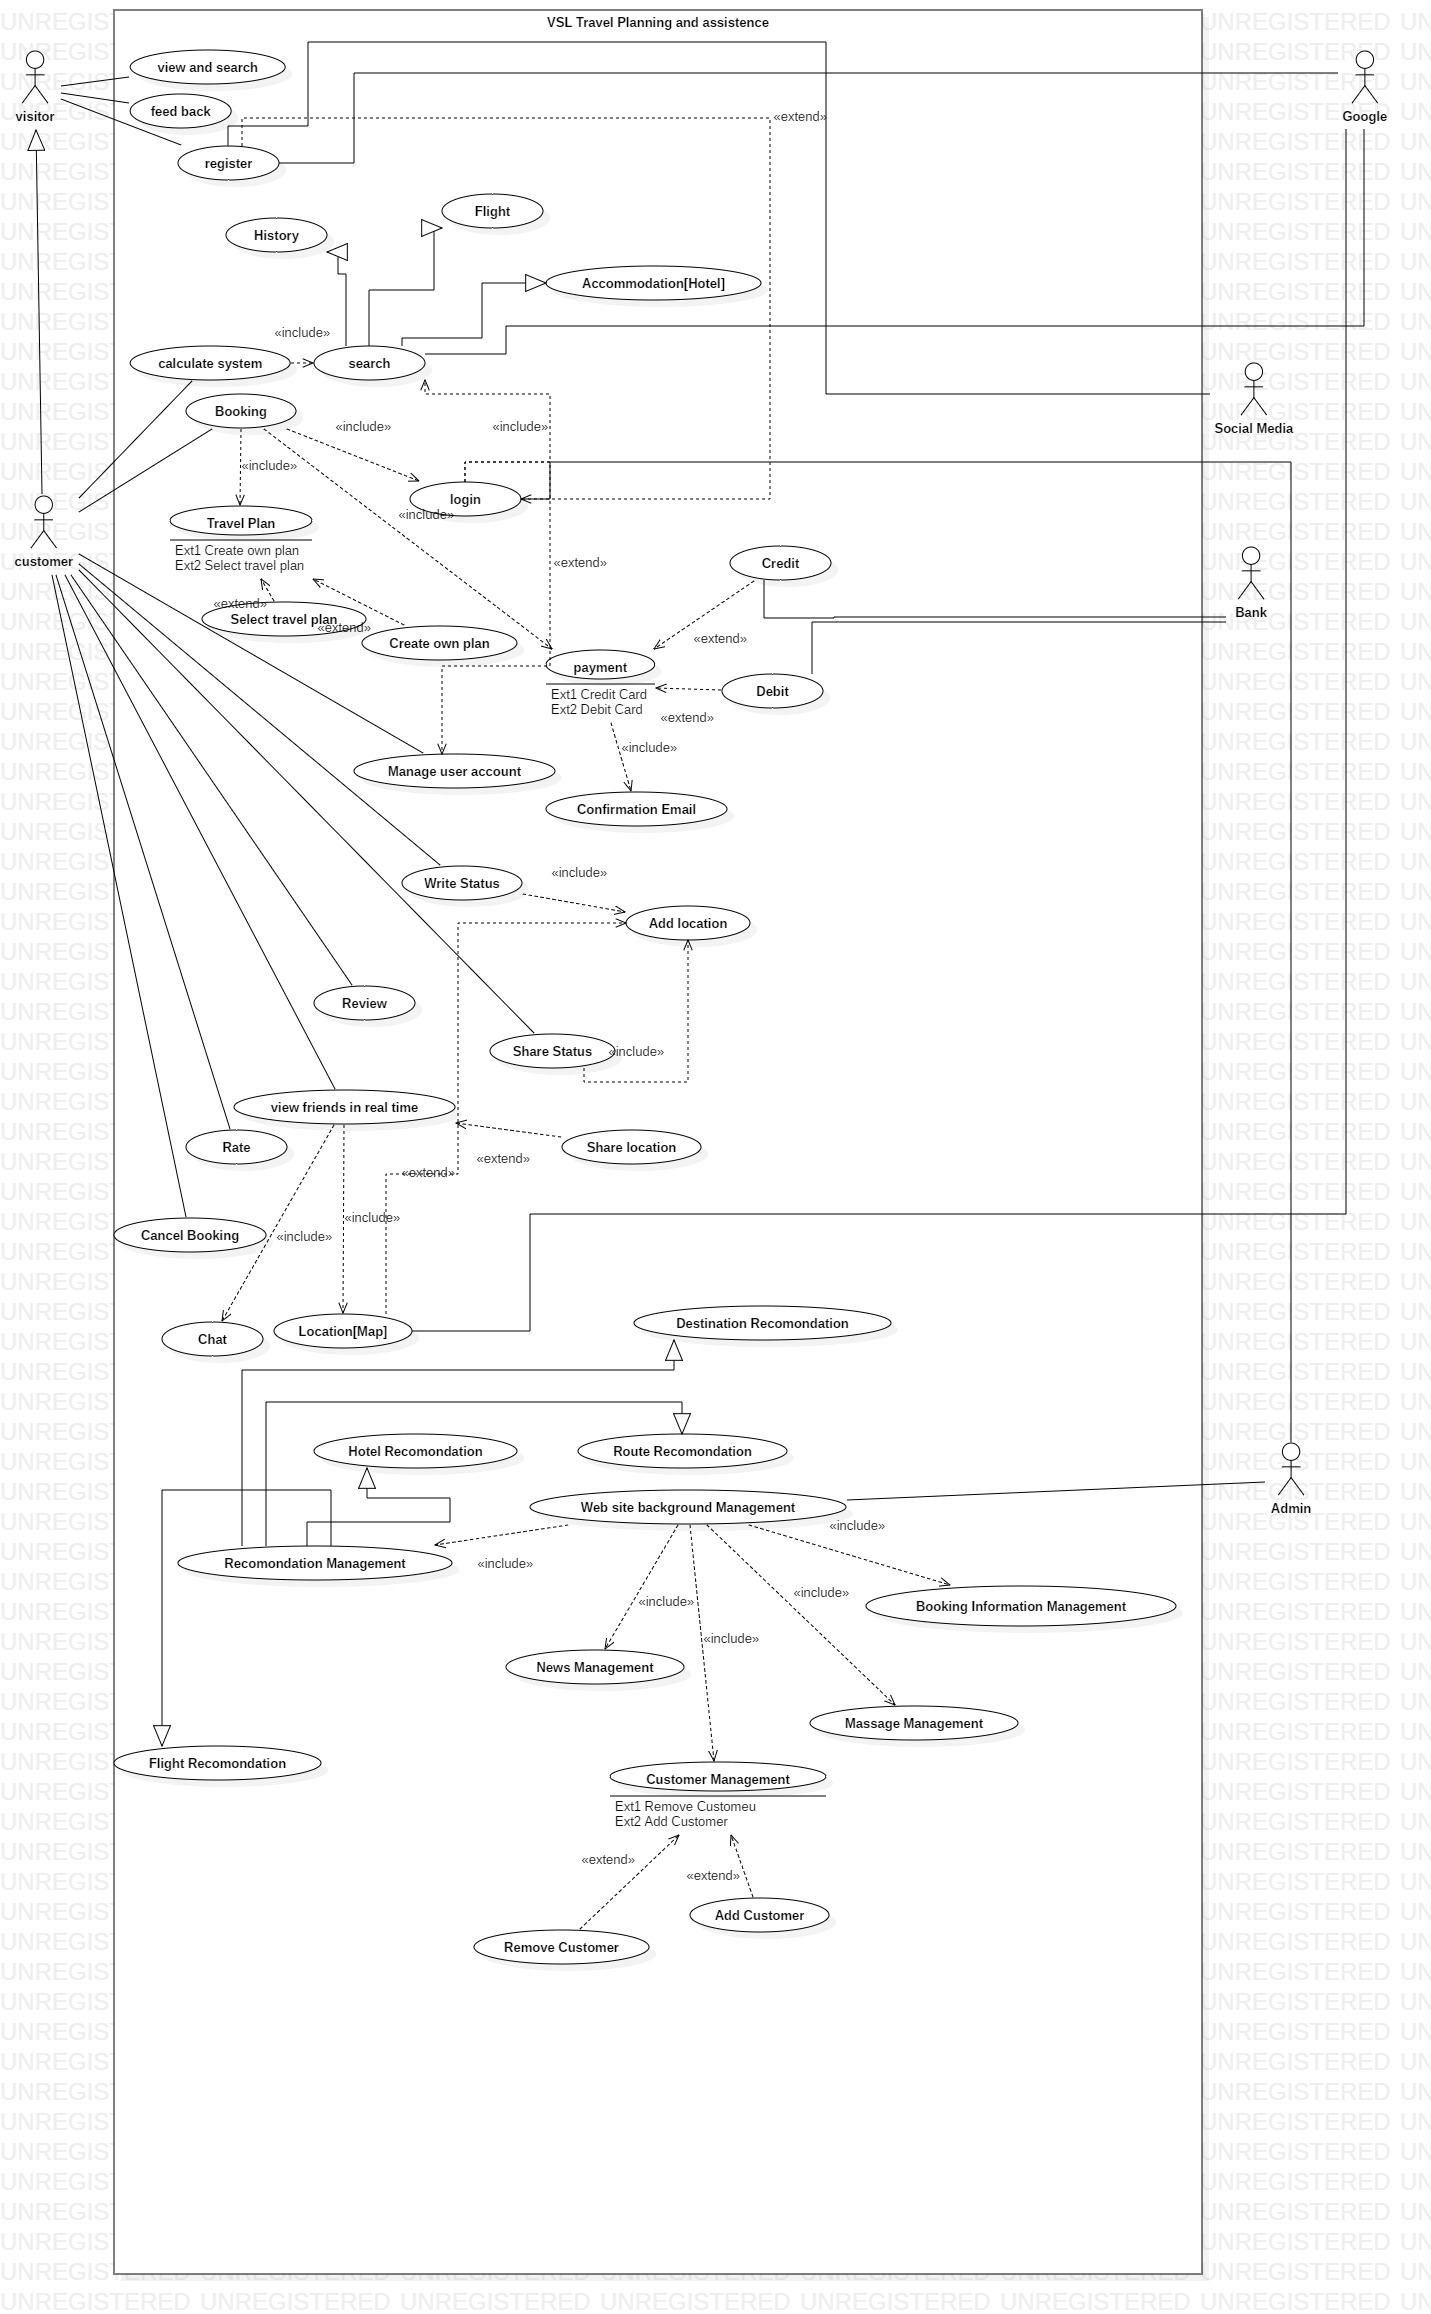 VSL Travel Planning and assistence
visitor
view and search
feed back
register
Google
«extend»
Flight
History
Accommodation[Hotel]
«include»
calculate system
search
Booking
«include»
«include»
Social Media
«include»
login
«include»
Travel Plan
Ext1 Create own plan
Ext2 Select travel plan
customer
«extend»
Credit
Bank
«extend»
Select travel plan
«extend»
Create own plan
«extend»
payment
Ext1 Credit Card
Ext2 Debit Card
Debit
«extend»
«include»
Manage user account
Confirmation Email
«include»
Write Status
Add location
Review
Share Status
«include»
view friends in real time
Rate
Share location
«extend»
«extend»
«include»
Cancel Booking
«include»
Chat
Location[Map]
Destination Recomondation
Hotel Recomondation
Route Recomondation
Web site background Management
Admin
«include»
Recomondation Management
«include»
«include»
«include»
Booking Information Management
«include»
News Management
Massage Management
Flight Recomondation
Customer Management
Ext1 Remove Customeu
Ext2 Add Customer
«extend»
«extend»
Add Customer
Remove Customer
UNREGISTERED UNREGISTERED UNREGISTERED UNREGISTERED UNREGISTERED UNREGISTERED UNREGISTERED UN